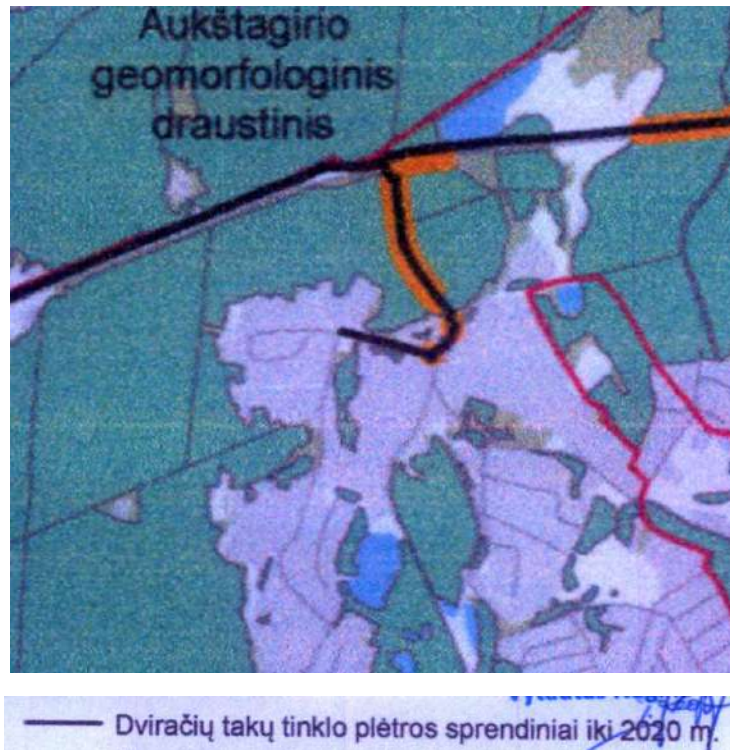 Aukštagirio
geomorfologinis
draustinis
Dviračių takų tinklo plėtros sprendiniai iki 2020 m.